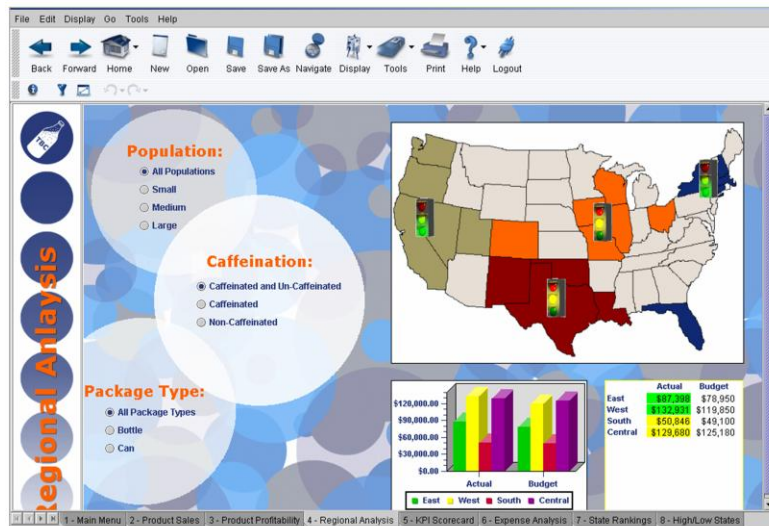 File Edit Display Go Tools Help
Back Forward Home New Open Save Save As Navigate Display Tools Print Help Logout
TBC
Regional Anlaysis
Population:
All Populations
Small
Medium
Large
Caffeination:
Caffeinated and Un-Caffeinated
Caffeinated
Non-Caffeinated
Package Type:
All Package Types
Bottle
Can
$120,000.00
$90,000.00
$60,000.00
$30,000.00
$0.00
Actual Budget
East West South Central
Actual Budget
East $87,398 $78,950
West $132,931 $119,850
South $50,846 $49,100
Central $129,680 $125,180
1 - Main Menu 2 - Product Sales 3 - Product Profitability 4 - Regional Analysis 5 - KPI Scorecard 6 - Expense Analysis 7 - State Rankings 8 - High/Low States